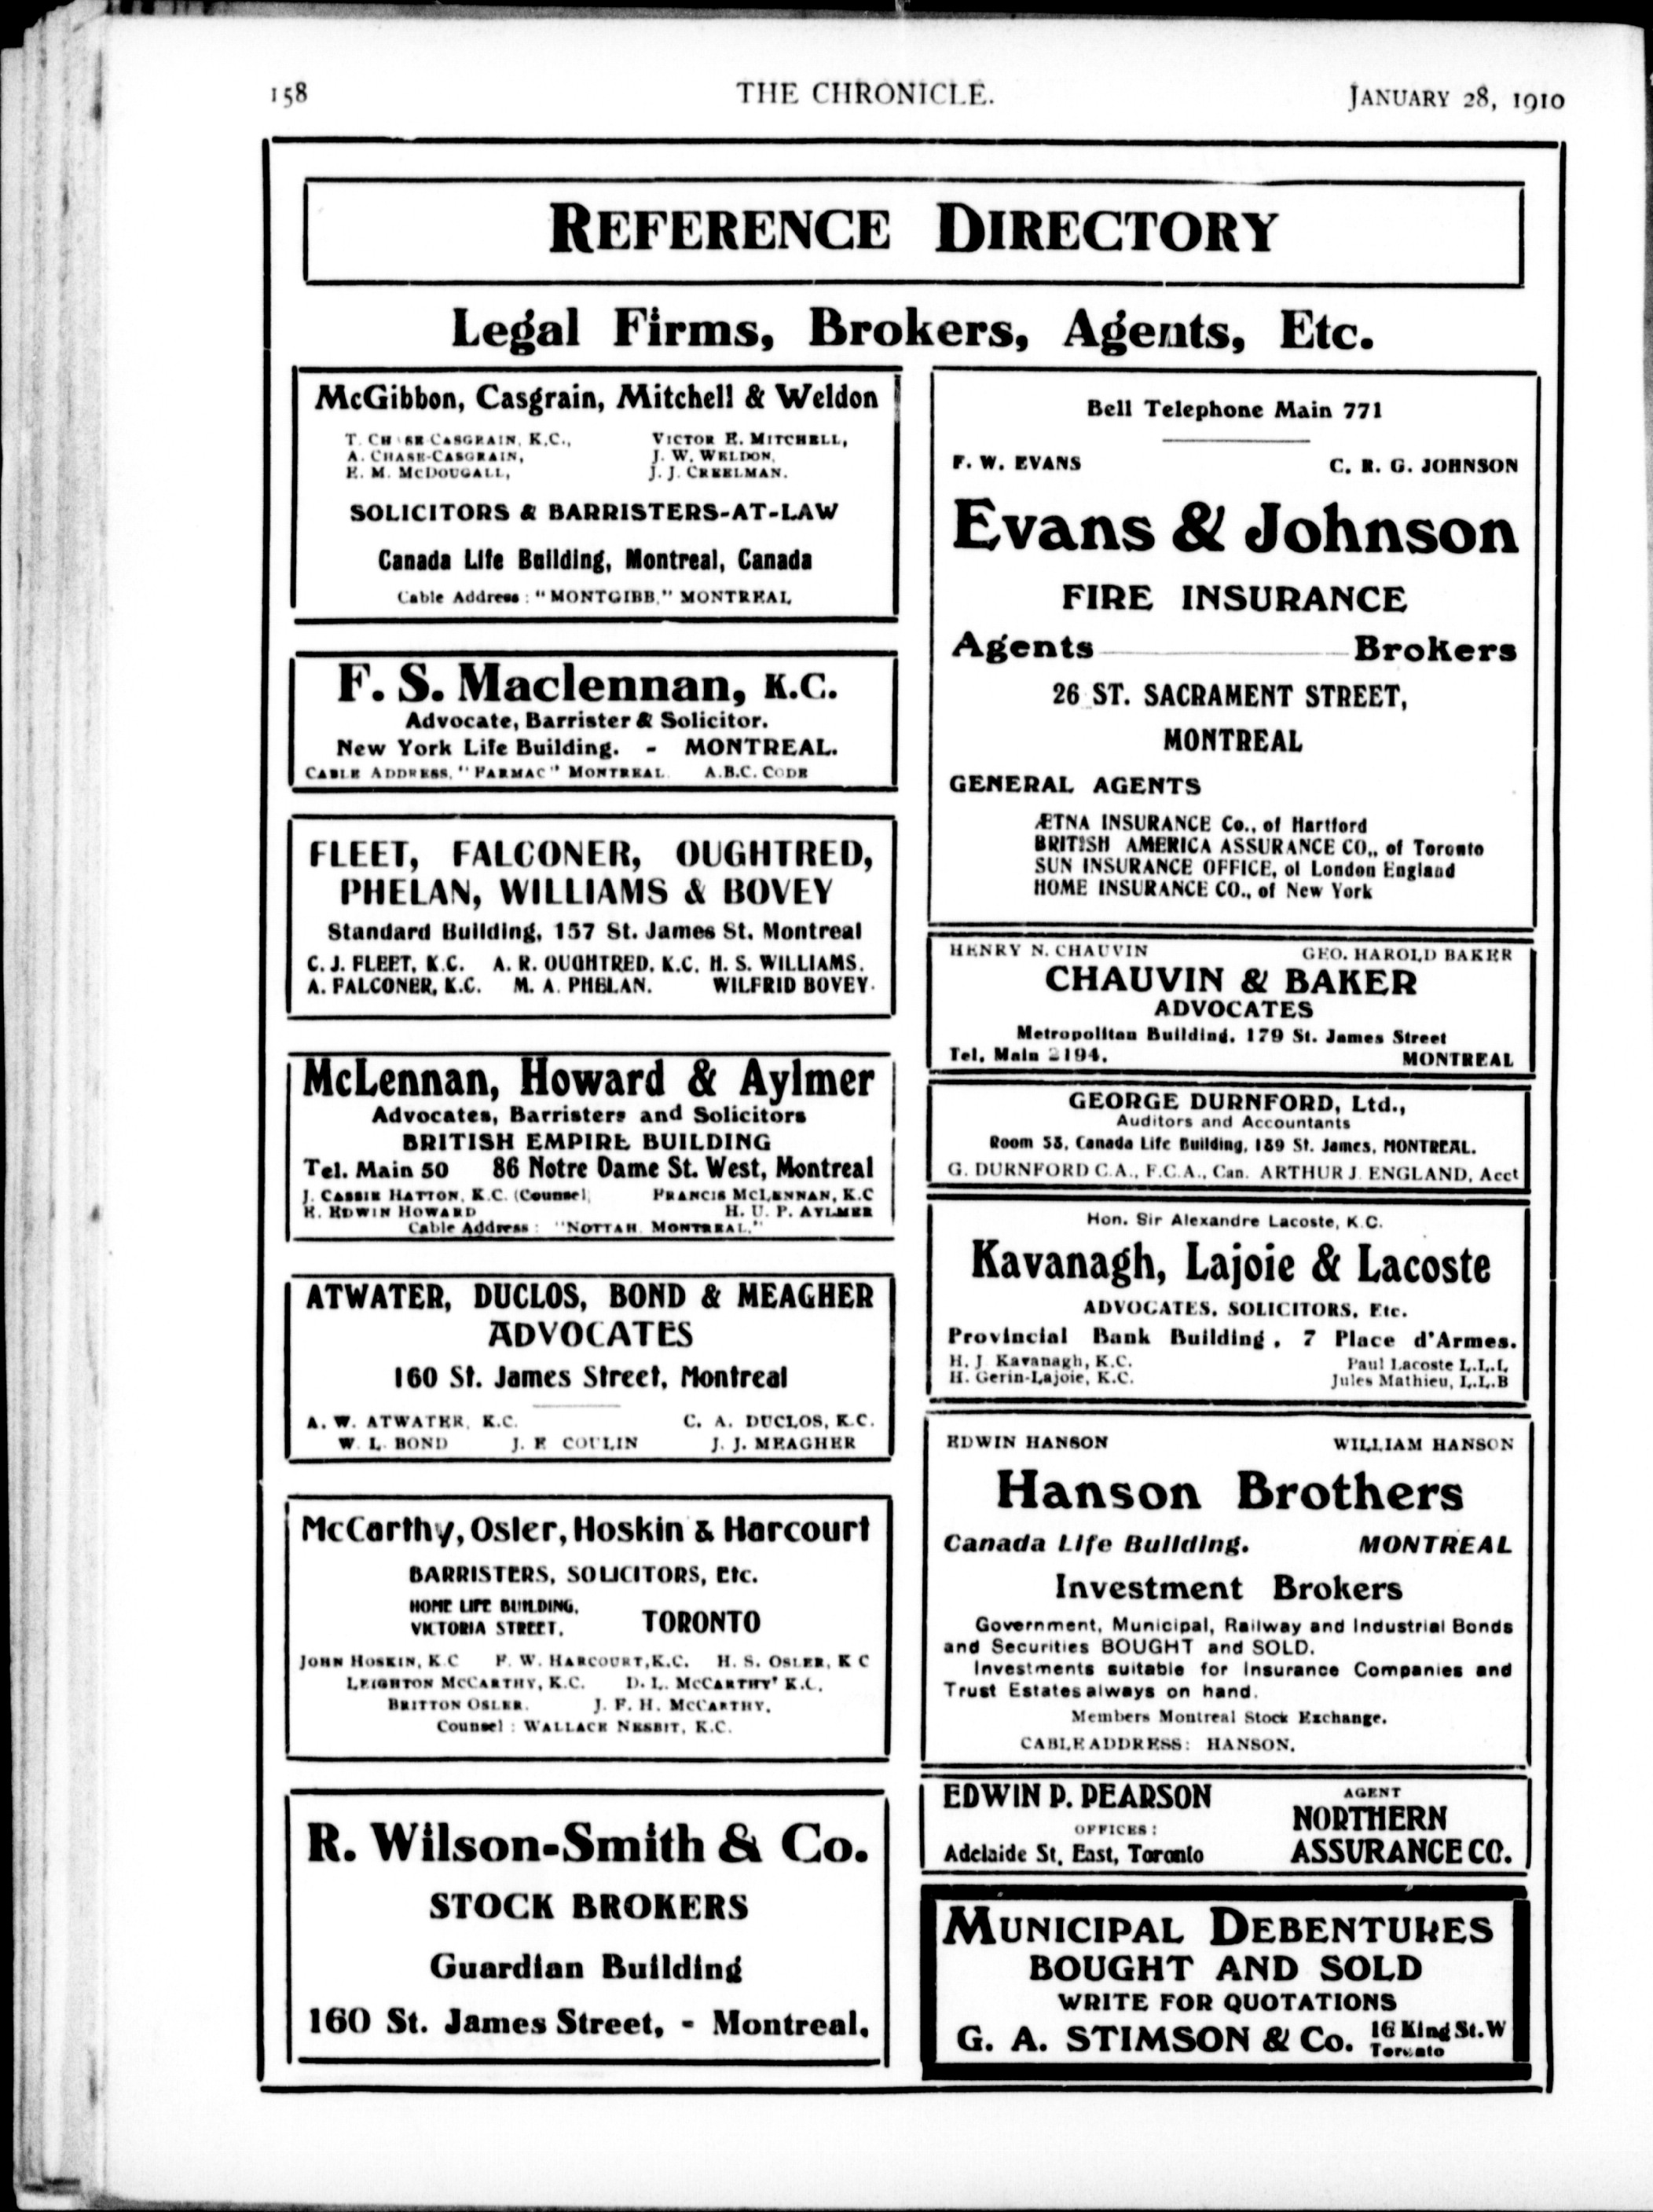 158
THE CHRONICLE.
JANUARY 28, 1910
REFERENCE DIRECTORY
Legal Firms, Brokers, Agents, Etc.
McGibbon, Casgrain, Mitchell & Weldon
T. CHASE CASGRAIN, K.C., VICTOR E. MITCHELL,
A. CHASE-CASGRAIN, J. W. WELDON,
E. M. MCDOUGALL, J. J. CREELMAN.
SOLICITORS & BARRISTERS-AT-LAW
Canada Life Building, Montreal, Canada
Cable Address : "MONTGIBB," MONTREAL
F. S. Maclennan, K.C.
Advocate, Barrister & Solicitor.
New York Life Building. - MONTREAL.
CABLE ADDRESS, "FARMAC" MONTREAL. A.B.C. CODE
FLEET, FALCONER, OUGHTRED,
PHELAN, WILLIAMS & BOVEY
Standard Building, 157 St. James St. Montreal
C. J. FLEET, K.C. A. R. OUGHTRED, K.C. H. S. WILLIAMS.
A. FALCONER, K.C. M. A. PHELAN. WILFRID BOVEY.
McLennan, Howard & Aylmer
Advocates, Barristers and Solicitors
BRITISH EMPIRE BUILDING
Tel. Main 50 86 Notre Dame St. West, Montreal
J. CASSIE HATTON, K.C. (Counsel) FRANCIS MCLENNAN, K.C
E. EDWIN HOWARD H. U. P. AYLMER
Cable Address : "NOTTAH, MONTREAL."
ATWATER, DUCLOS, BOND & MEAGHER
ADVOCATES
160 St. James Street, Montreal
A. W. ATWATER, K.C. C. A. DUCLOS, K.C.
W. L. BOND J. E. COULIN J. J. MEAGHER
McCarthy, Osler, Hoskin & Harcourt
BARRISTERS, SOLICITORS, Etc.
HOME LIFE BUILDING,
VICTORIA STREET, TORONTO
JOHN HOSKIN, K.C F. W. HARCOURT, K.C. H. S. OSLER, K C
LEIGHTON MCCARTHY, K.C. D. L. MCCARTHY' K.C.
BRITTON OSLER. J. F. H. MCCARTHY.
Counsel : WALLACE NESBIT, K.C.
R. Wilson-Smith & Co.
STOCK BROKERS
Guardian Building
160 St. James Street, - Montreal.
Bell Telephone Main 771
F. W. EVANS C. R. G. JOHNSON
Evans & Johnson
FIRE INSURANCE
Agents Brokers
26 ST. SACRAMENT STREET,
MONTREAL
GENERAL AGENTS
ÆTNA INSURANCE Co., of Hartford
BRITISH AMERICA ASSURANCE CO., of Toronto
SUN INSURANCE OFFICE, of London England
HOME INSURANCE CO., of New York
HENRY N. CHAUVIN GEO. HAROLD BAKER
CHAUVIN & BAKER
ADVOCATES
Metropolitan Building, 179 St. James Street
Tel. Main 2194. MONTREAL
GEORGE DURNFORD, Ltd.,
Auditors and Accountants
Room 58, Canada Life Building, 189 St. James, MONTREAL.
G. DURNFORD C.A., F.C.A., Can. ARTHUR J. ENGLAND, Acct
Hon. Sir Alexandre Lacoste, K.C.
Kavanagh, Lajoie & Lacoste
ADVOCATES, SOLICITORS, Etc.
Provincial Bank Building, 7 Place d'Armes.
H. J Kavanagh, K.C. Paul Lacoste L.L.L
H. Gerin-Lajoie, K.C. Jules Mathieu, L.L.B
EDWIN HANSON WILLIAM HANSON
Hanson Brothers
Canada Life Building. MONTREAL
Investment Brokers
Government, Municipal, Railway and Industrial Bonds
and Securities BOUGHT and SOLD.
Investments suitable for Insurance Companies and
Trust Estates always on hand.
Members Montreal Stock Exchange.
CABLE ADDRESS: HANSON.
EDWIN P. PEARSON
OFFICES :
Adelaide St. East, Toronto
AGENT
NORTHERN
ASSURANCE CO.
MUNICIPAL DEBENTURES
BOUGHT AND SOLD
WRITE FOR QUOTATIONS
G. A. STIMSON & Co. 16 King St. W
Toronto